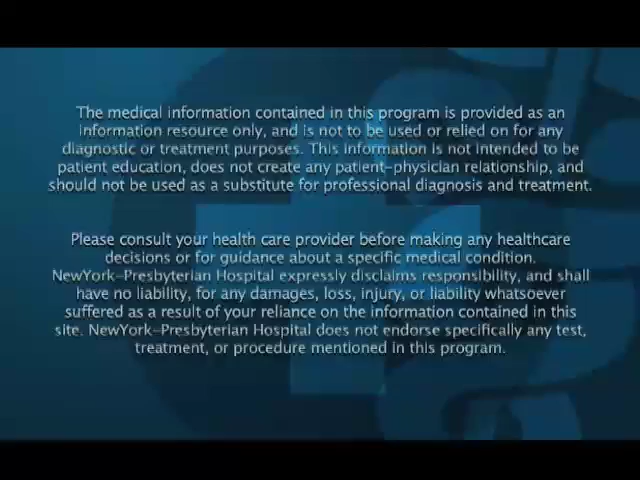 The medical information contained in this program is provided as an
information resource only, and is not to be used or relied on for any
diagnostic or treatment purposes. This information is not intended to be
patient education, does not create any patient-physician relationship, and
should not be used as a substitute for professional diagnosis and treatment.
Please consult your health care provider before making any healthcare
decisions or for guidance about a specific medical condition.
NewYork-Presbyterian Hospital expressly disclaims responsibility, and shall
have no liability, for any damages, loss, injury, or liability whatsoever
suffered as a result of your reliance on the information contained in this
site. NewYork-Presbyterian Hospital does not endorse specifically any test,
treatment, or procedure mentioned in this program.